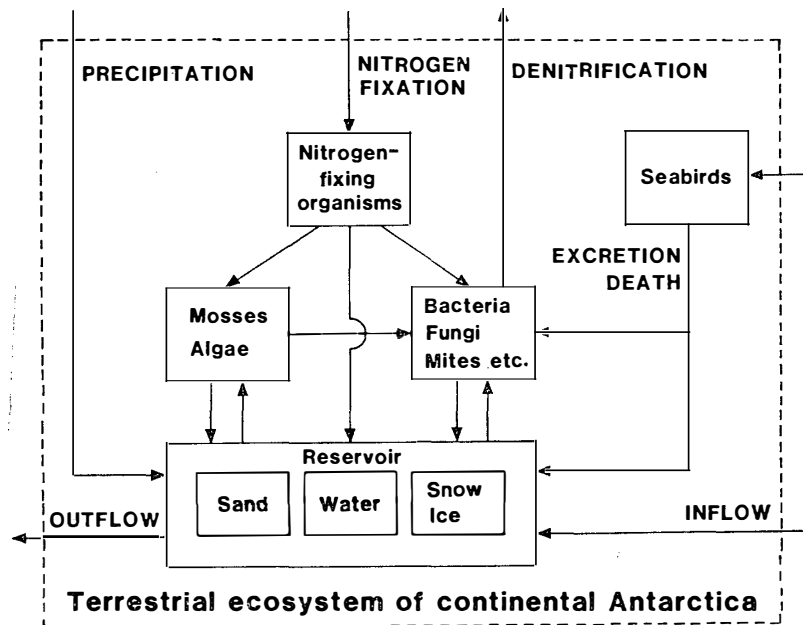 PRECIPITATION
NITROGEN
FIXATION
DENITRIFICATION
Nitrogen-
fixing
organisms
Seabirds
EXCRETION
DEATH
Mosses
Algae
Bacteria
Fungi
Mites etc.
Reservoir
Sand
Water
Snow
Ice
OUTFLOW
INFLOW
Terrestrial ecosystem of continental Antarctica